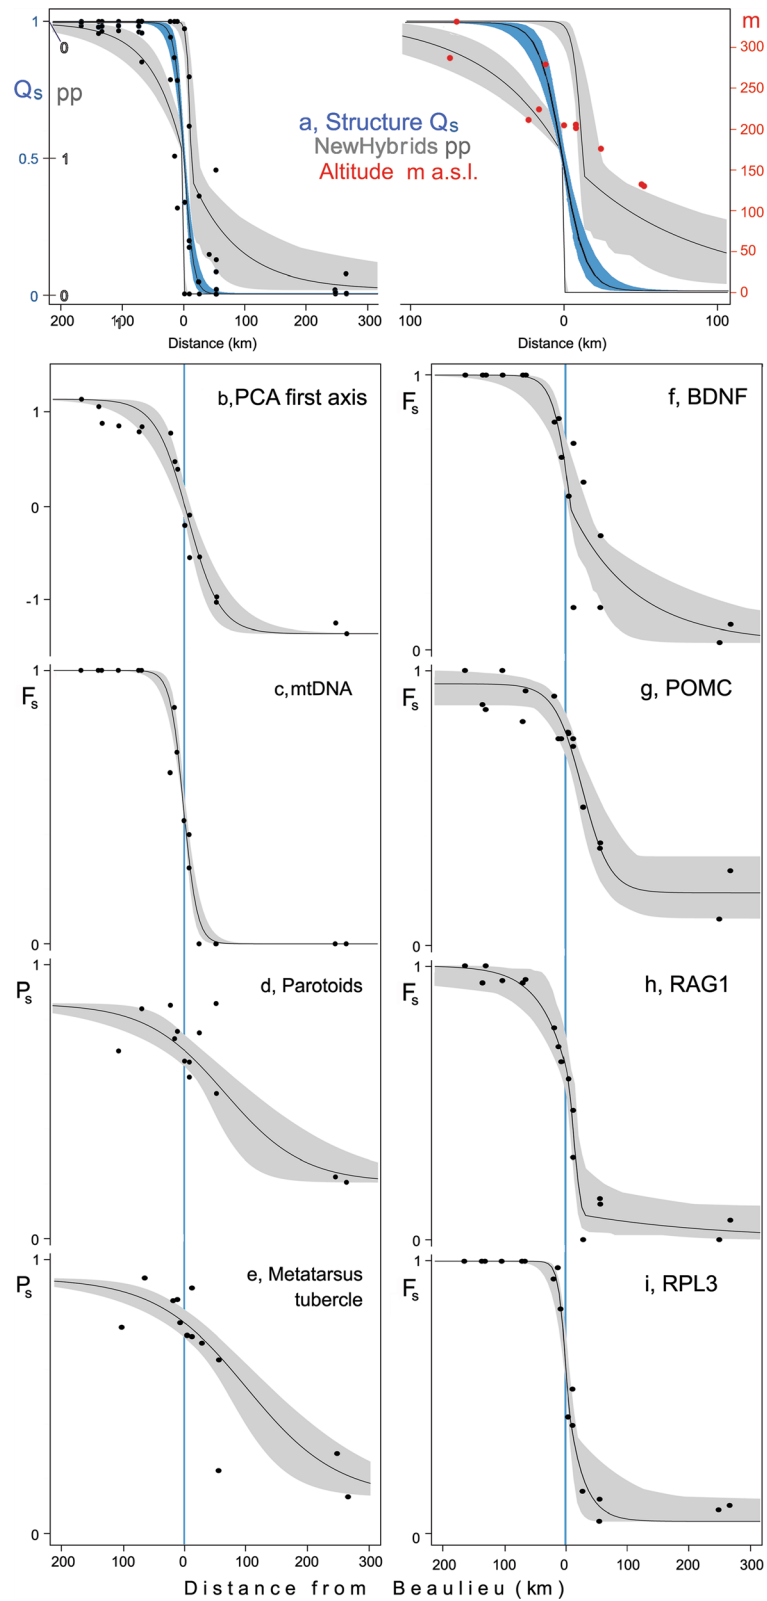 1
0
Qs pp
0.5 1
0 0
200 100 0 100 200 300
Distance (km)
a, Structure Qs
NewHybrids pp
Altitude m a.s.l.
m
300
250
200
150
100
50
0
100 0 100
Distance (km)
b, PCA first axis
1
0
-1
f, BDNF
1
Fs
0
c, mtDNA
1
Fs
0
g, POMC
1
Fs
0
d, Parotoids
1
Ps
0
h, RAG1
1
Fs
0
e, Metatarsus
tubercle
1
Ps
0
i, RPL3
1
Fs
0
200 100 0 100 200 300
200 100 0 100 200 300
Distance from Beaulieu (km)